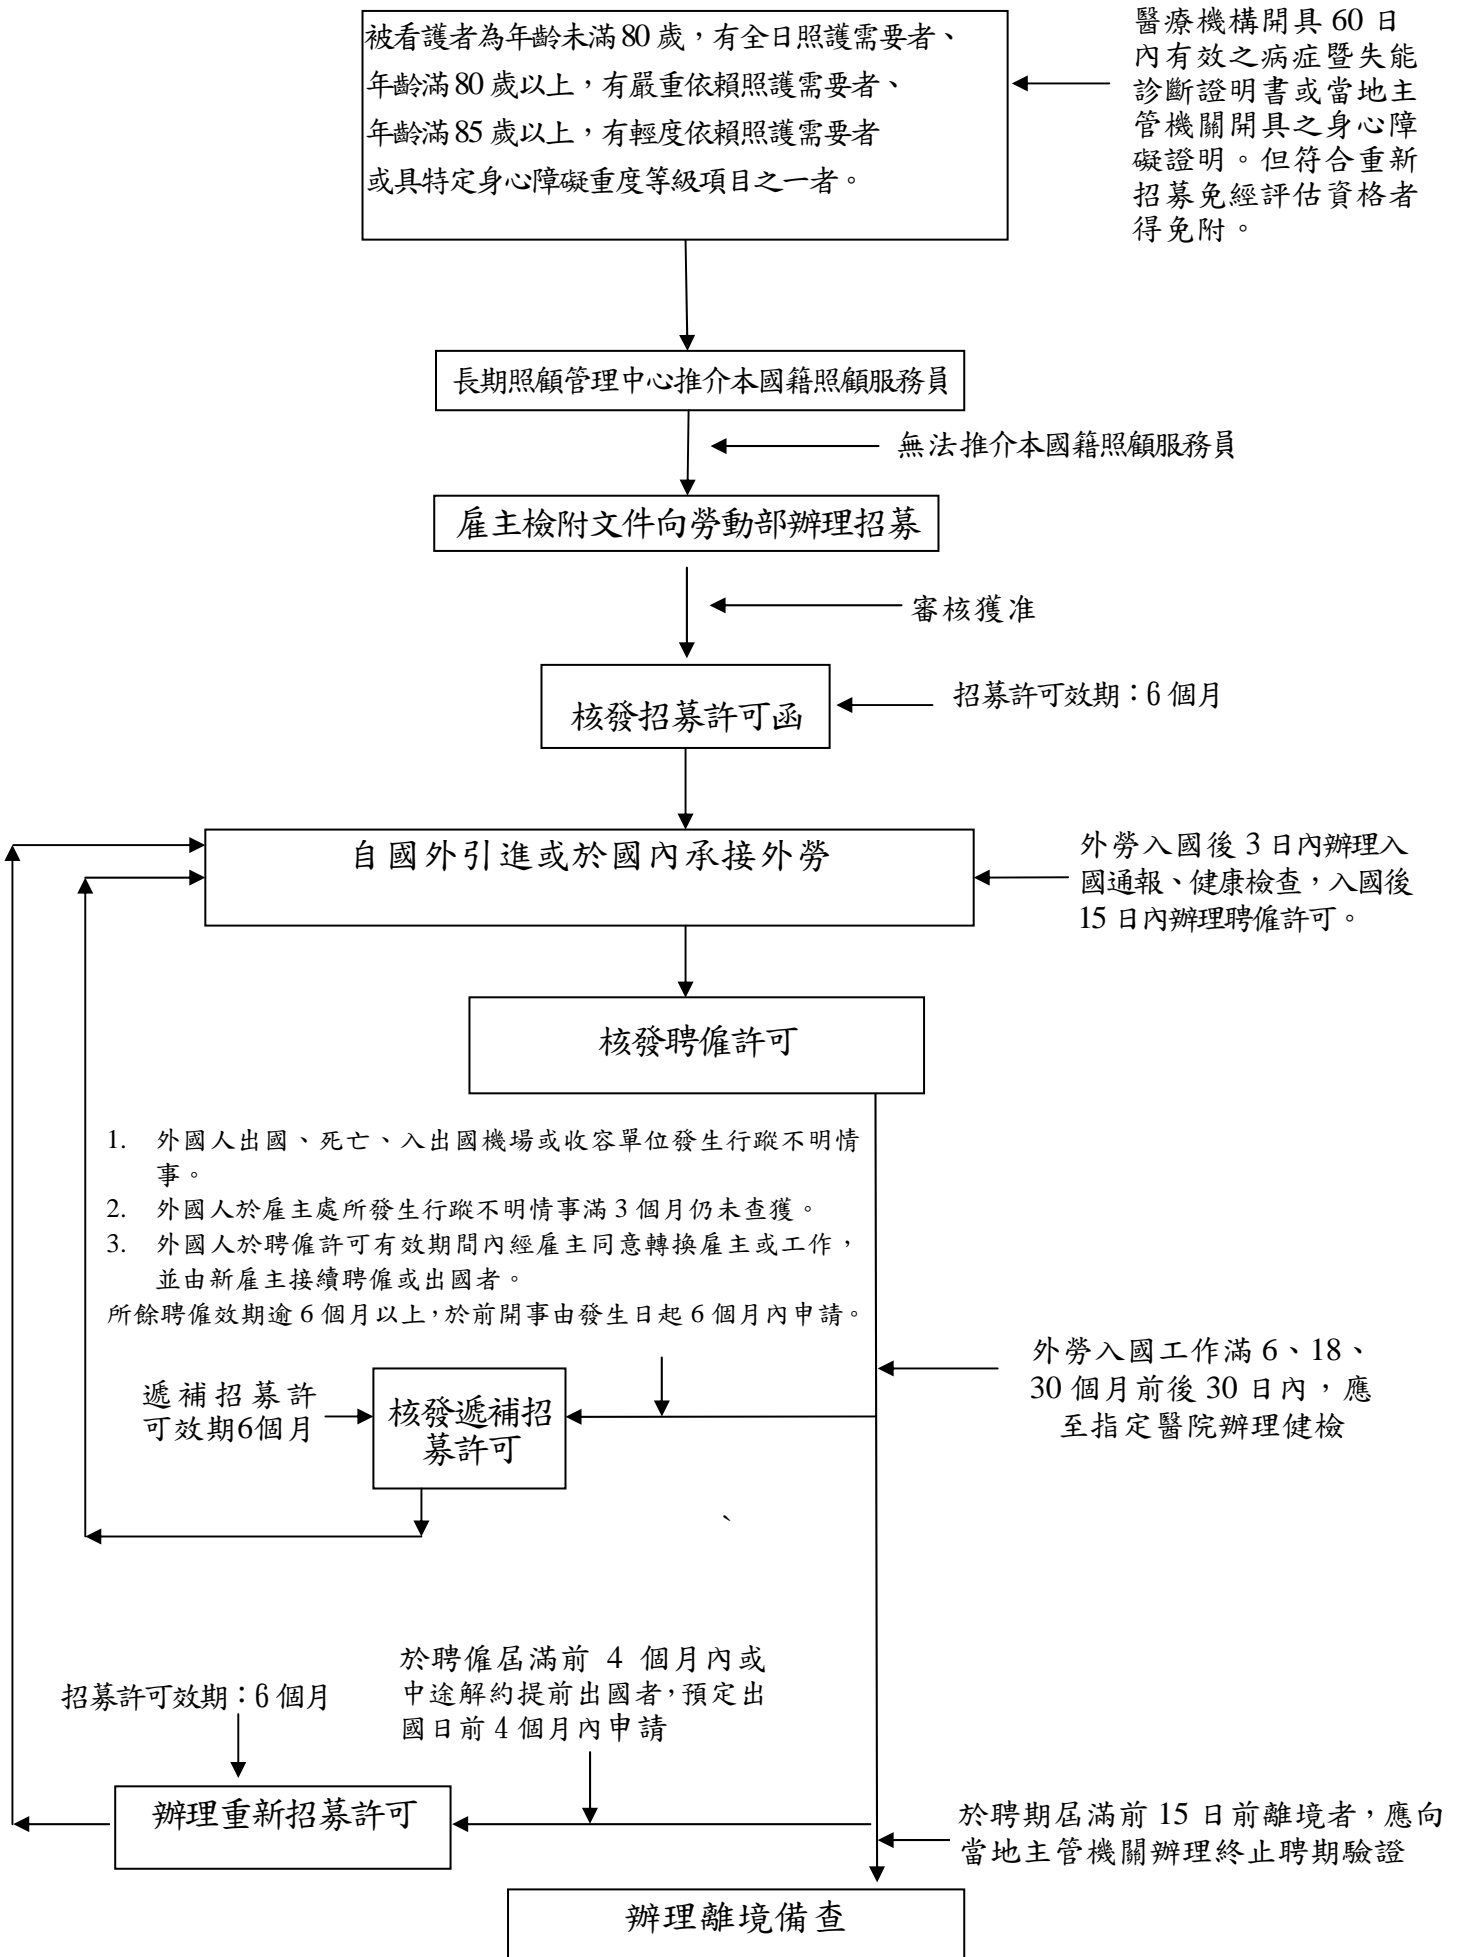 被看護者為年齡未滿 80 歲，有全日照護需要者、
年齡滿 80 歲以上，有嚴重依賴照護需要者、
年齡滿 85 歲以上，有輕度依賴照護需要者
或具特定身心障礙重度等級項目之一者。
醫療機構開具 60 日
內有效之病症暨失能
診斷證明書或當地主
管機關開具之身心障
礙證明。但符合重新
招募免經評估資格者
得免附。
長期照顧管理中心推介本國籍照顧服務員
無法推介本國籍照顧服務員
雇主檢附文件向勞動部辦理招募
審核獲准
核發招募許可函
招募許可效期：6 個月
自國外引進或於國內承接外勞
外勞入國後 3 日內辦理入
國通報、健康檢查，入國後
15 日內辦理聘僱許可。
核發聘僱許可
1. 外國人出國、死亡、入出國機場或收容單位發生行蹤不明情
事。
2. 外國人於雇主處所發生行蹤不明情事滿 3 個月仍未查獲。
3. 外國人於聘僱許可有效期間內經雇主同意轉換雇主或工作，
並由新雇主接續聘僱或出國者。
所餘聘僱效期逾 6 個月以上，於前開事由發生日起 6 個月內申請。
外勞入國工作滿 6、18、
30 個月前後 30 日內，應
至指定醫院辦理健檢
遞補招募許
可效期6個月
核發遞補招
募許可
、
於聘僱屆滿前 4 個月內或
中途解約提前出國者，預定出
國日前 4 個月內申請
招募許可效期：6 個月
辦理重新招募許可
於聘期屆滿前 15 日前離境者，應向
當地主管機關辦理終止聘期驗證
辦理離境備查